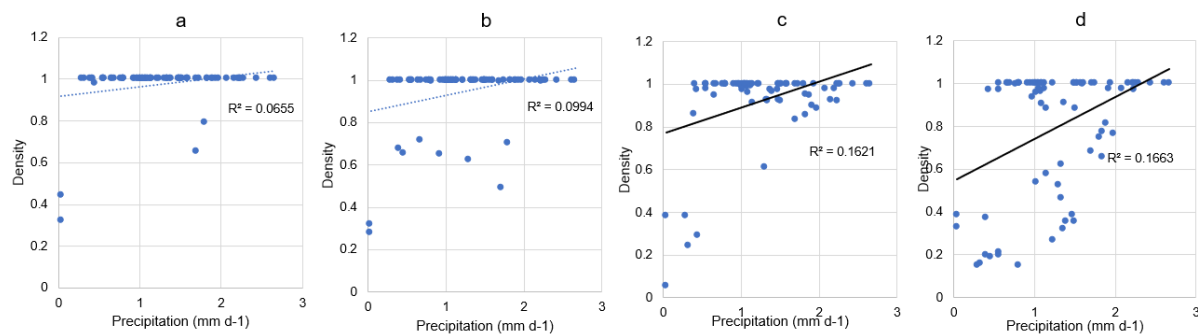 a
1.2
1
0.8
0.6
0.4
0.2
0
Density
R² = 0.0655
0 1 2 3
Precipitation (mm d-1)
b
1.2
1
0.8
0.6
0.4
0.2
0
Density
R² = 0.0994
0 1 2 3
Precipitation (mm d-1)
c
1.2
1
0.8
0.6
0.4
0.2
0
Density
R² = 0.1621
0 1 2 3
Precipitation (mm d-1)
d
1.2
1
0.8
0.6
0.4
0.2
0
Density
R² = 0.1663
0 1 2 3
Precipitation (mm d-1)